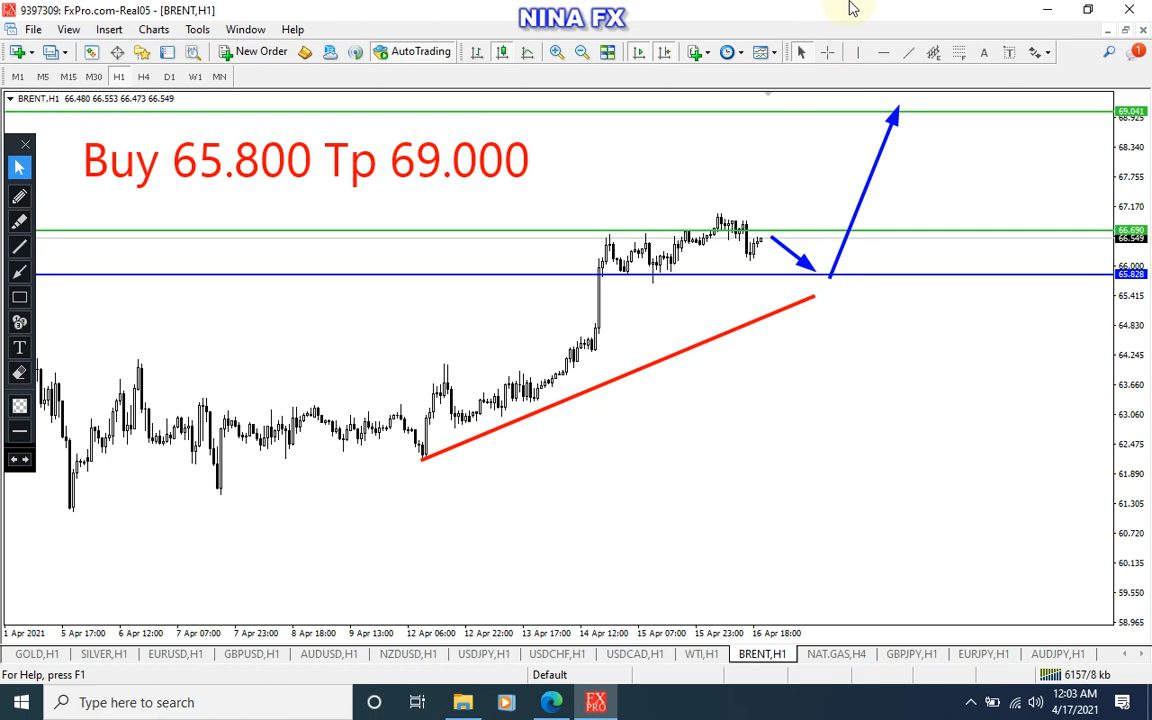 9397309: FxPro.com-Real05 - [BRENT,H1]
NINA FX
File View Insert Charts Tools Window Help
New Order AutoTrading A T 1
M1 M5 M15 M30 H1 H4 D1 W1 MN
BRENT,H1 66.480 66.553 66.473 66.549
Buy 65.800 Tp 69.000
69.041
68.925
68.340
67.755
67.170
66.690
66.549
66.000
65.828
65.415
64.830
64.245
63.660
63.060
62.475
61.890
61.305
60.720
60.135
59.550
58.965
T
1 Apr 2021 5 Apr 17:00 6 Apr 12:00 7 Apr 07:00 7 Apr 23:00 8 Apr 18:00 9 Apr 13:00 12 Apr 06:00 12 Apr 22:00 13 Apr 17:00 14 Apr 12:00 15 Apr 07:00 15 Apr 23:00 16 Apr 18:00
GOLD,H1 SILVER,H1 EURUSD,H1 GBPUSD,H1 AUDUSD,H1 NZDUSD,H1 USDJPY,H1 USDCHF,H1 USDCAD,H1 WTI,H1 BRENT,H1 NAT.GAS,H4 GBPJPY,H1 EURJPY,H1 AUDJPY,H1
For Help, press F1 Default 6157/8 kb
Type here to search FX PRO 12:03 AM
4/17/2021